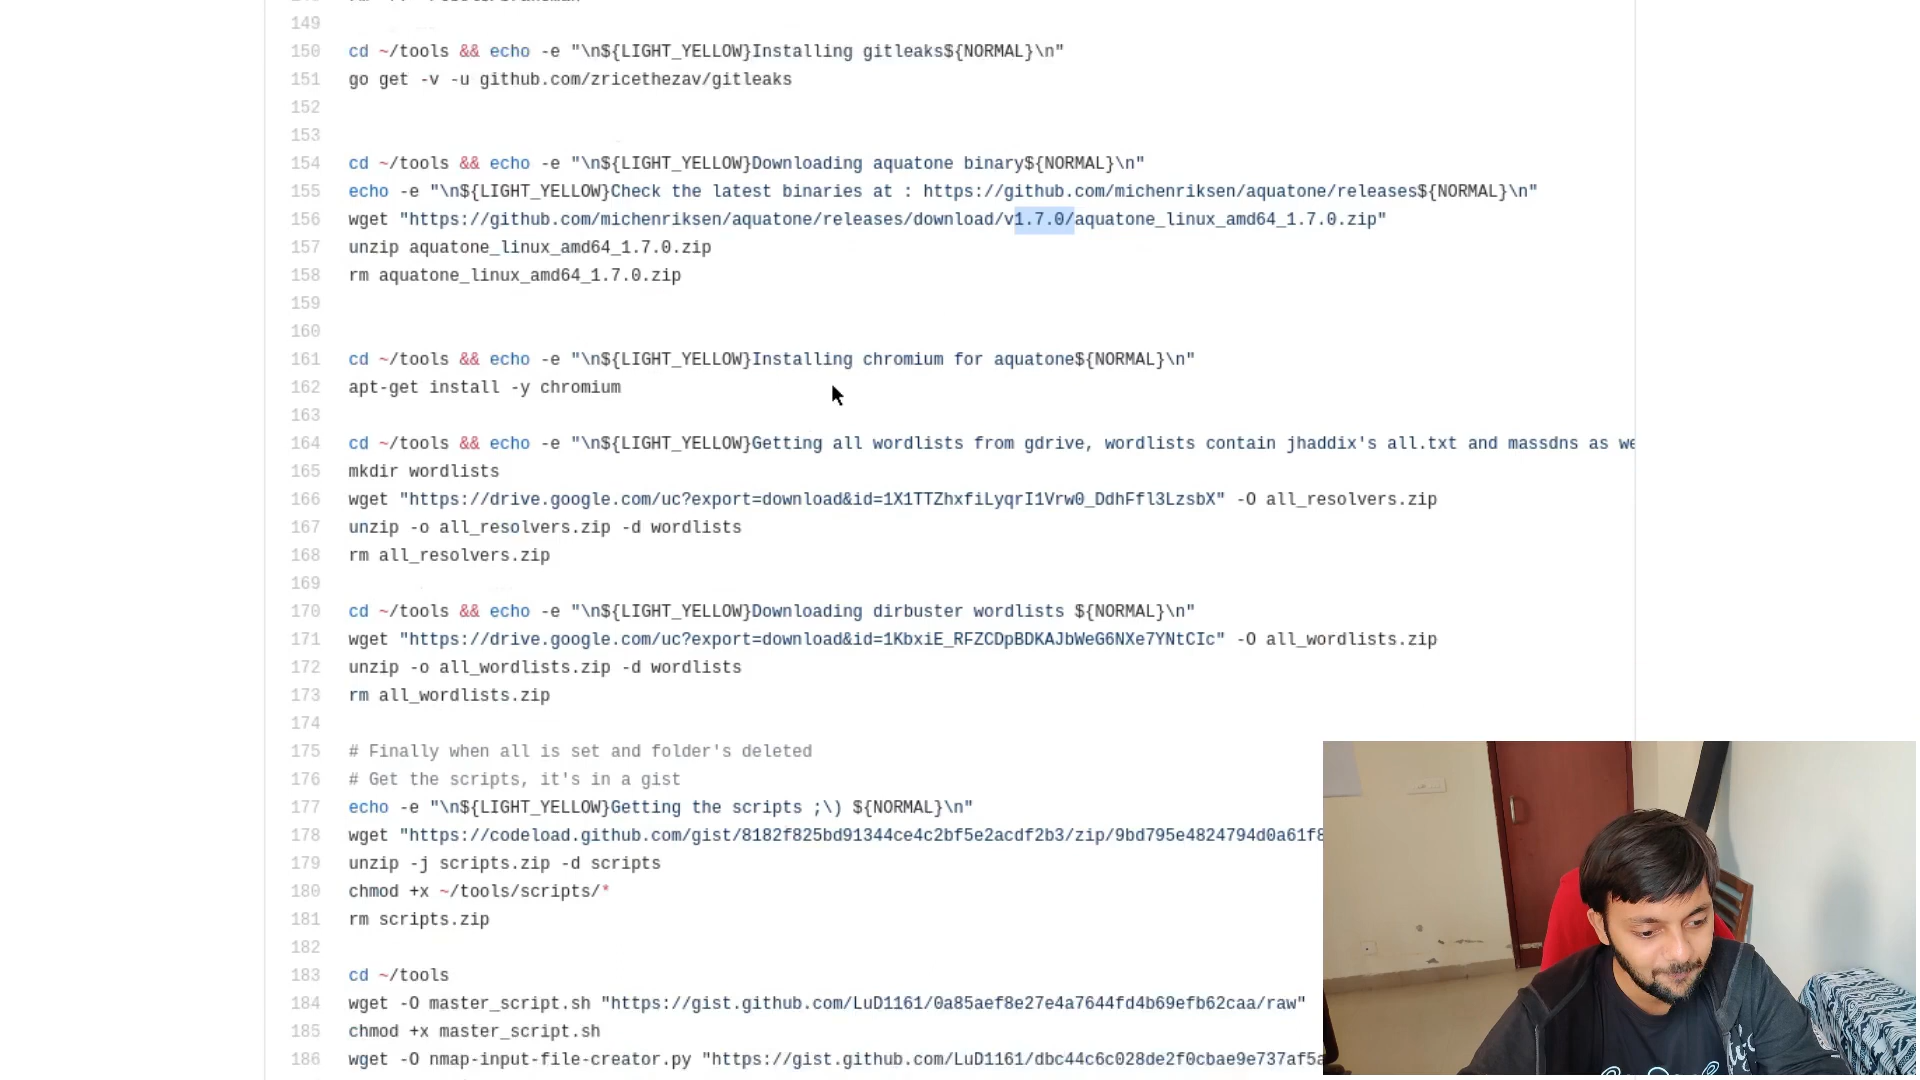 149
150 cd ~/tools && echo -e "\n${LIGHT_YELLOW}Installing gitleaks${NORMAL}\n"
151 go get -v -u github.com/zricethezav/gitleaks
152
153
154 cd ~/tools && echo -e "\n${LIGHT_YELLOW}Downloading aquatone binary${NORMAL}\n"
155 echo -e "\n${LIGHT_YELLOW}Check the latest binaries at : https://github.com/michenriksen/aquatone/releases${NORMAL}\n"
156 wget "https://github.com/michenriksen/aquatone/releases/download/v1.7.0/aquatone_linux_amd64_1.7.0.zip"
157 unzip aquatone_linux_amd64_1.7.0.zip
158 rm aquatone_linux_amd64_1.7.0.zip
159
160
161 cd ~/tools && echo -e "\n${LIGHT_YELLOW}Installing chromium for aquatone${NORMAL}\n"
162 apt-get install -y chromium
163
164 cd ~/tools && echo -e "\n${LIGHT_YELLOW}Getting all wordlists from gdrive, wordlists contain jhaddix's all.txt and massdns as we
165 mkdir wordlists
166 wget "https://drive.google.com/uc?export=download&id=1X1TTZhxfiLyqrI1Vrw0_DdhFfl3LzsbX" -O all_resolvers.zip
167 unzip -o all_resolvers.zip -d wordlists
168 rm all_resolvers.zip
169
170 cd ~/tools && echo -e "\n${LIGHT_YELLOW}Downloading dirbuster wordlists ${NORMAL}\n"
171 wget "https://drive.google.com/uc?export=download&id=1KbxiE_RFZCDpBDKAJbWeG6NXe7YNtCIc" -O all_wordlists.zip
172 unzip -o all_wordlists.zip -d wordlists
173 rm all_wordlists.zip
174
175 # Finally when all is set and folder's deleted
176 # Get the scripts, it's in a gist
177 echo -e "\n${LIGHT_YELLOW}Getting the scripts ;\) ${NORMAL}\n"
178 wget "https://codeload.github.com/gist/8182f825bd91344ce4c2bf5e2acdf2b3/zip/9bd795e4824794d0a61f8
179 unzip -j scripts.zip -d scripts
180 chmod +x ~/tools/scripts/*
181 rm scripts.zip
182
183 cd ~/tools
184 wget -O master_script.sh "https://gist.github.com/LuD1161/0a85aef8e27e4a7644fd4b69efb62caa/raw"
185 chmod +x master_script.sh
186 wget -O nmap-input-file-creator.py "https://gist.github.com/LuD1161/dbc44c6c028de2f0cbae9e737af5a